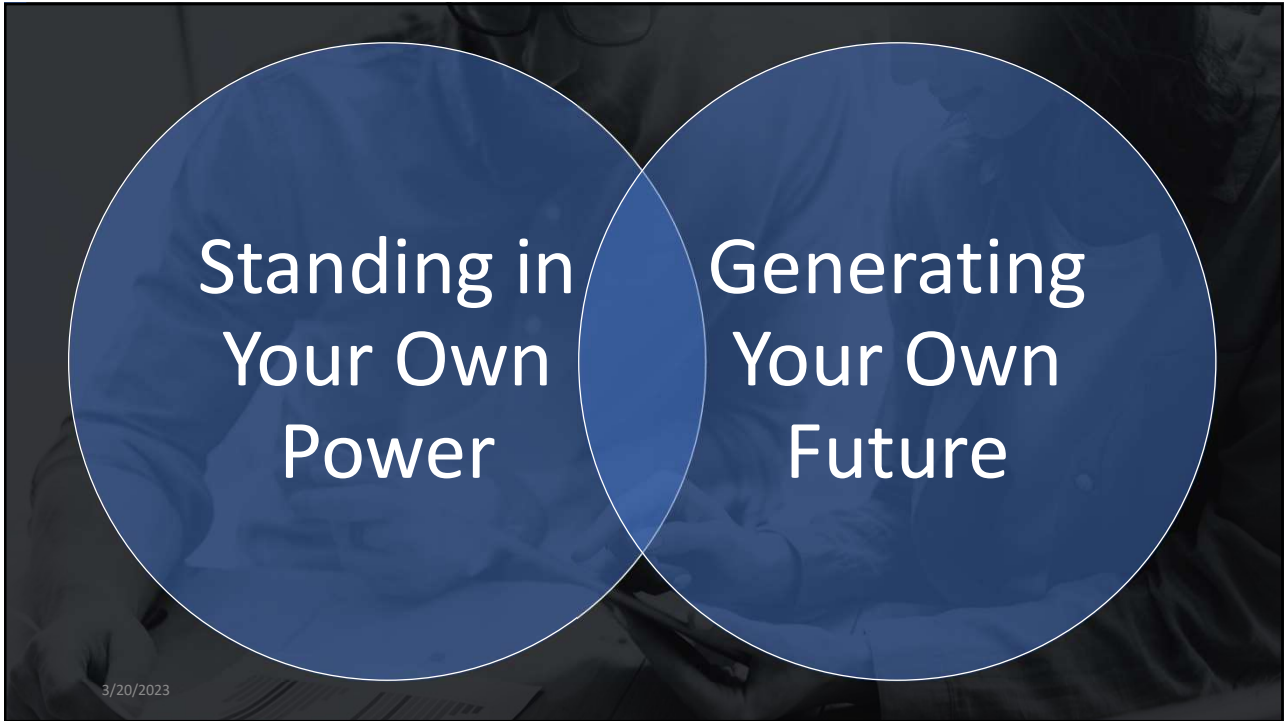 Standing in
Your Own
Power
Generating
Your Own
Future
3/20/2023